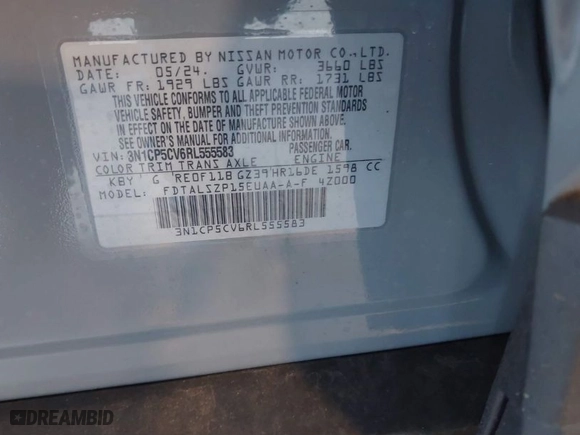 MANUFACTURED BY NISSAN MOTOR CO.,LTD.
DATE: 05/24. GVWR: 3660 LBS
GAWR FR: 1929 LBS GAWR RR: 1731 LBS
THIS VEHICLE CONFORMS TO ALL APPLICABLE FEDERAL MOTOR
VEHICLE SAFETY, BUMPER AND THEFT PREVENTION STANDARDS
IN EFFECT ON THE DATE OF MANUFACTURE SHOWN ABOVE.
SEE OWNER'S MANUAL FOR ADDITIONAL INFORMATION.
VIN: 3N1CP5CV6RL555583 PASSENGER CAR.
COLOR TRIM TRANS AXLE ENGINE
KBY G RE0F11B GZ39 HR16DE 1598 CC
MODEL: FDTALSZP15EUAA-A-F 4Z000
3N1CP5CV6RL555583
DREAMBID